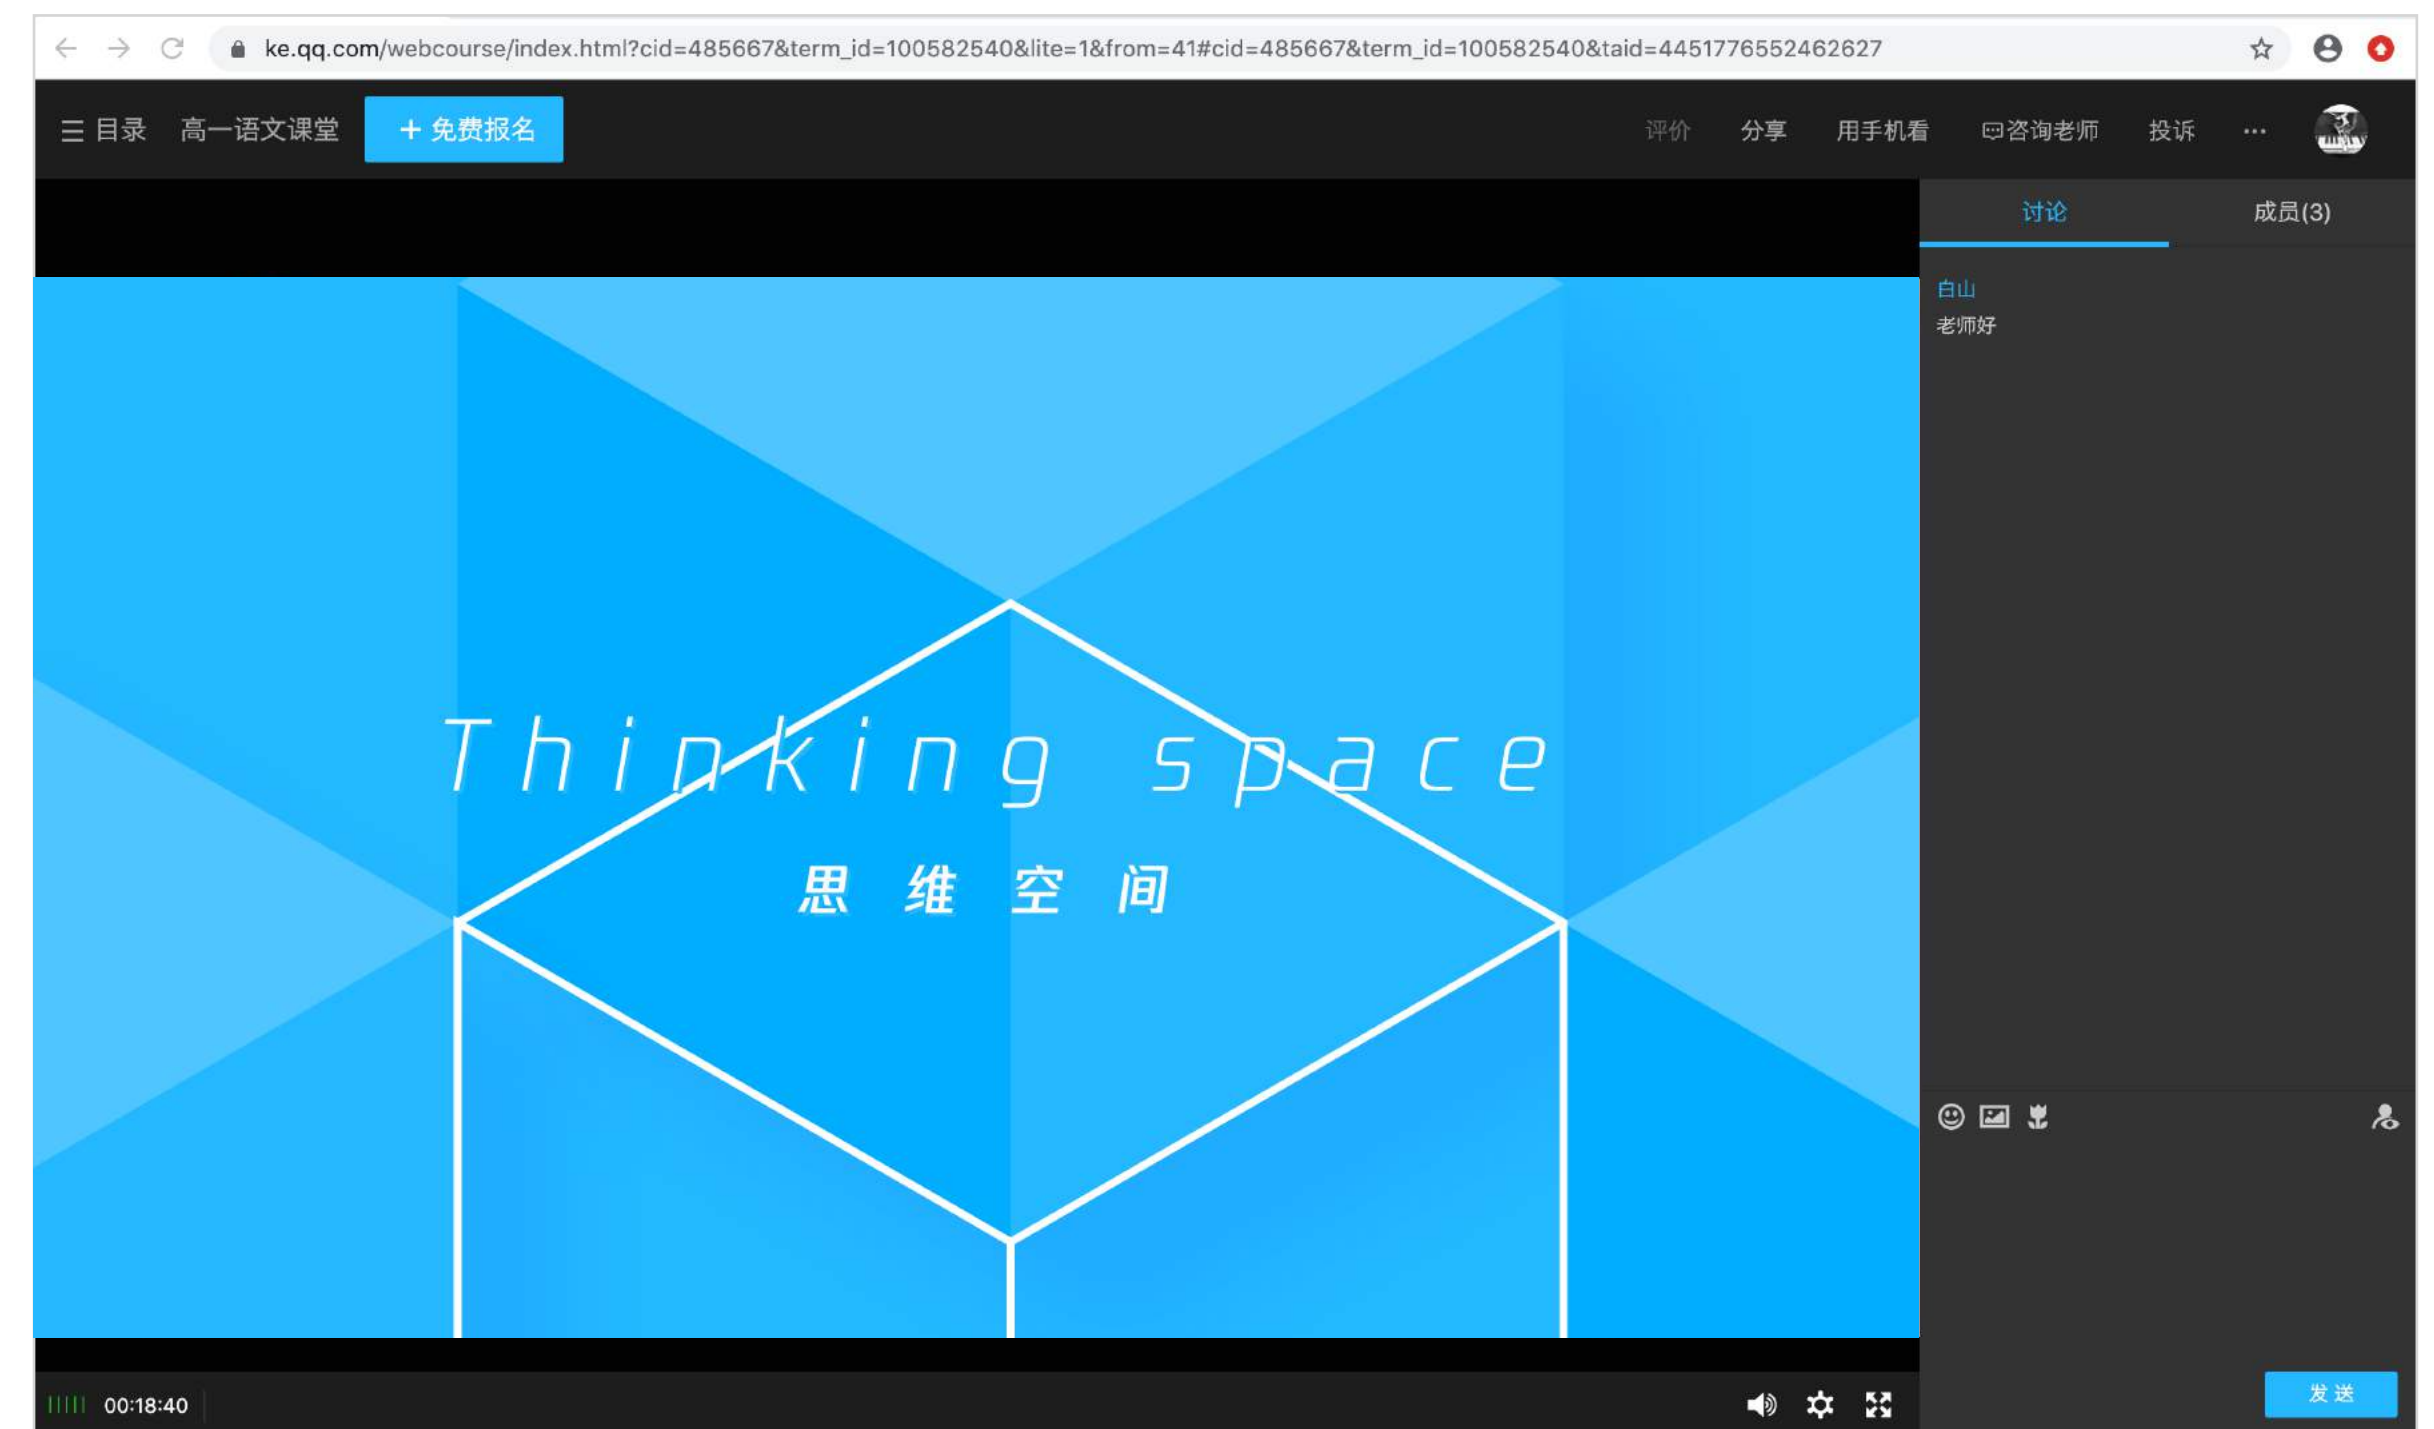 ke.qq.com/webcourse/index.html?cid=485667&term_id=100582540&lite=1&from=41#cid=485667&term_id=100582540&taid=4451776552462627
目录 高一语文课堂 + 免费报名 评价 分享 用手机看 咨询老师 投诉 ...
讨论 成员(3)
白山
老师好
Thinking space
思维空间
00:18:40
发送